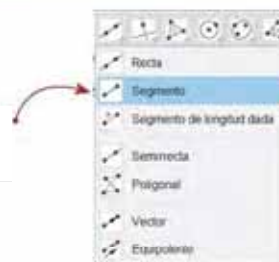 Recta
Segmento
Segmento de longitud dada
Semirrecta
Poligonal
Vector
Equipolente